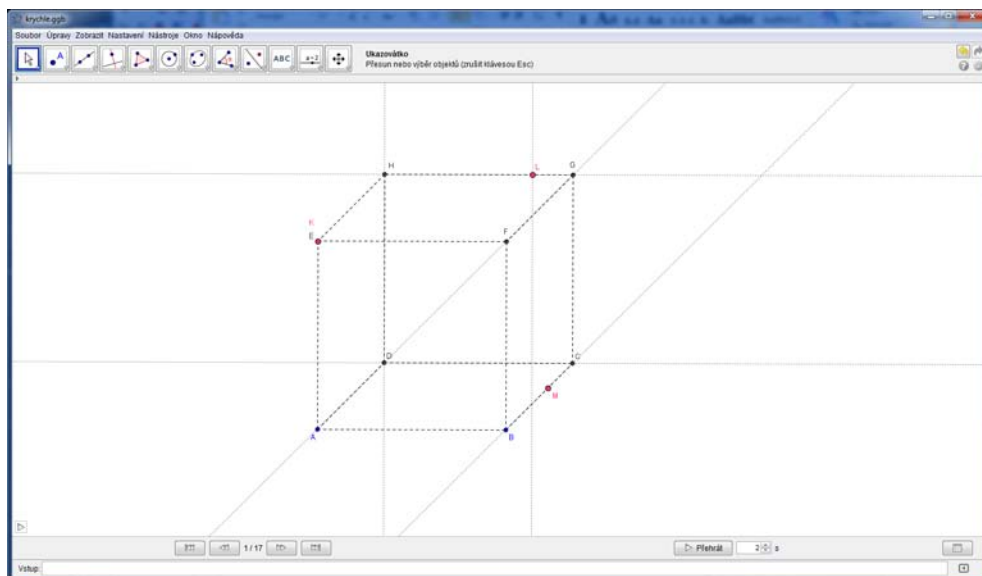 krychle.ggb
Soubor Úpravy Zobrazit Nastavení Nástroje Okno Nápověda
A
ABC
a=2
Ukazovátko
Přesun nebo výběr objektů (zrušit klávesou Esc)
H
L
G
K
E
F
D
C
M
A
B
1 / 17
Přehrát
2 s
Vstup: